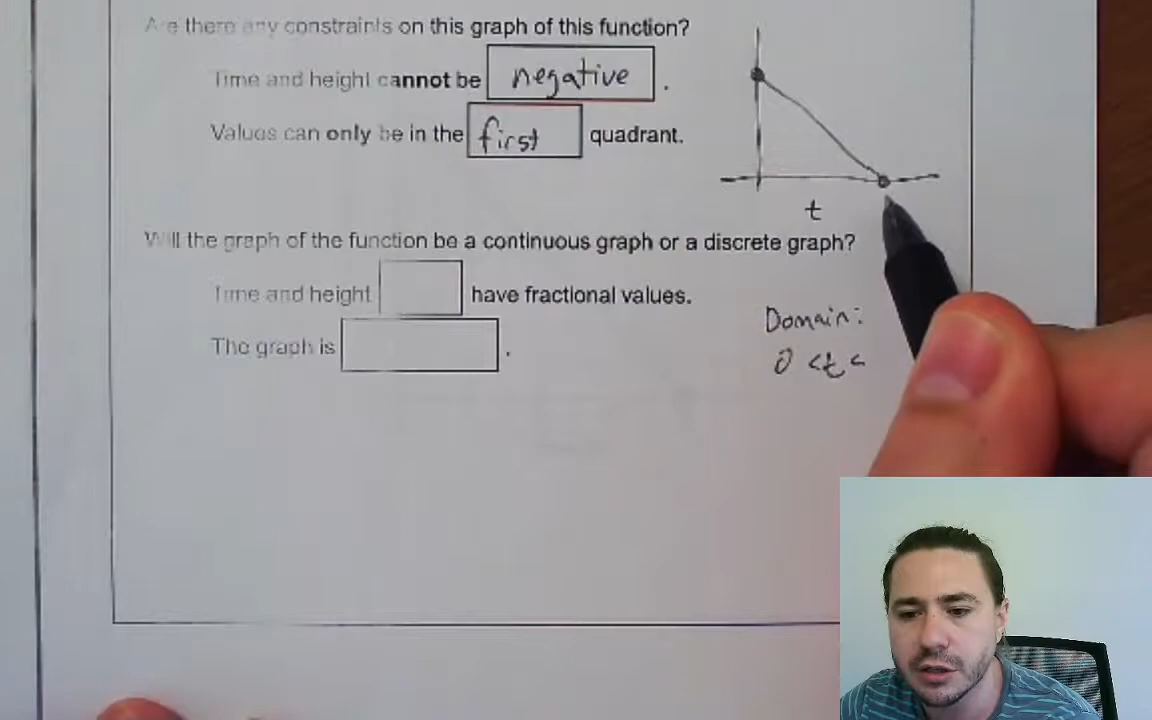 Are there any constraints on this graph of this function?
Time and height cannot be negative .
Values can only be in the first quadrant.
t
Will the graph of the function be a continuous graph or a discrete graph?
Time and height have fractional values.
The graph is .
Domain:
0 < t <